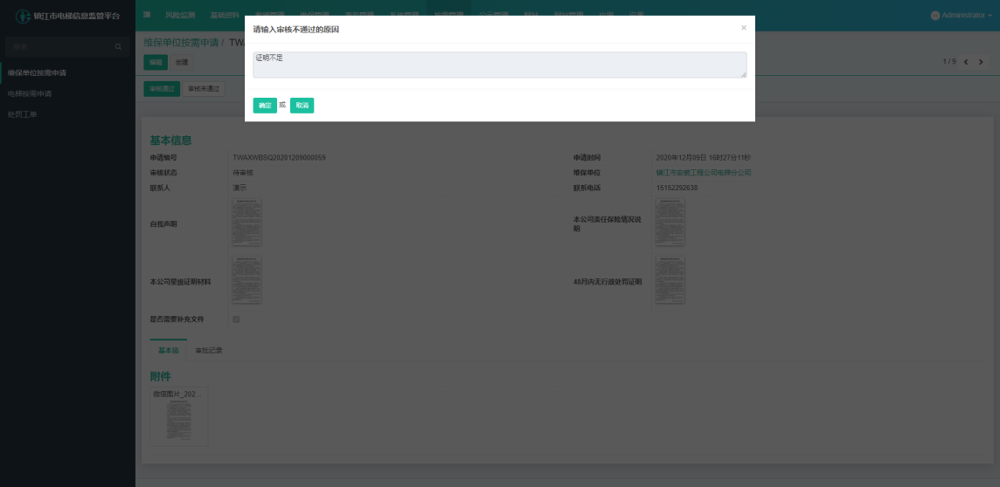 镇江市电梯信息监管平台
风险监测 基础资料
Administrator
搜索
维保单位按需申请
电梯按需申请
处罚工单
维保单位按需申请 / TWA
编辑 创建
1 / 9
审核通过 审核未通过
请输入审核不通过的原因
×
证明不足
确定 或 取消
基本信息
申请编号 TWAXWBSQ20201209000059 申请时间 2020年12月09日 16时27分11秒
审核状态 待审核 维保单位 镇江市安徽工程公司电梯分公司
联系人 演示 联系电话 15152292638
自我声明 本公司责任保险情况说
明
本公司星级证明材料 48月内无行政处罚证明
是否需要补充文件
基本项 审批记录
附件
微信图片_202...